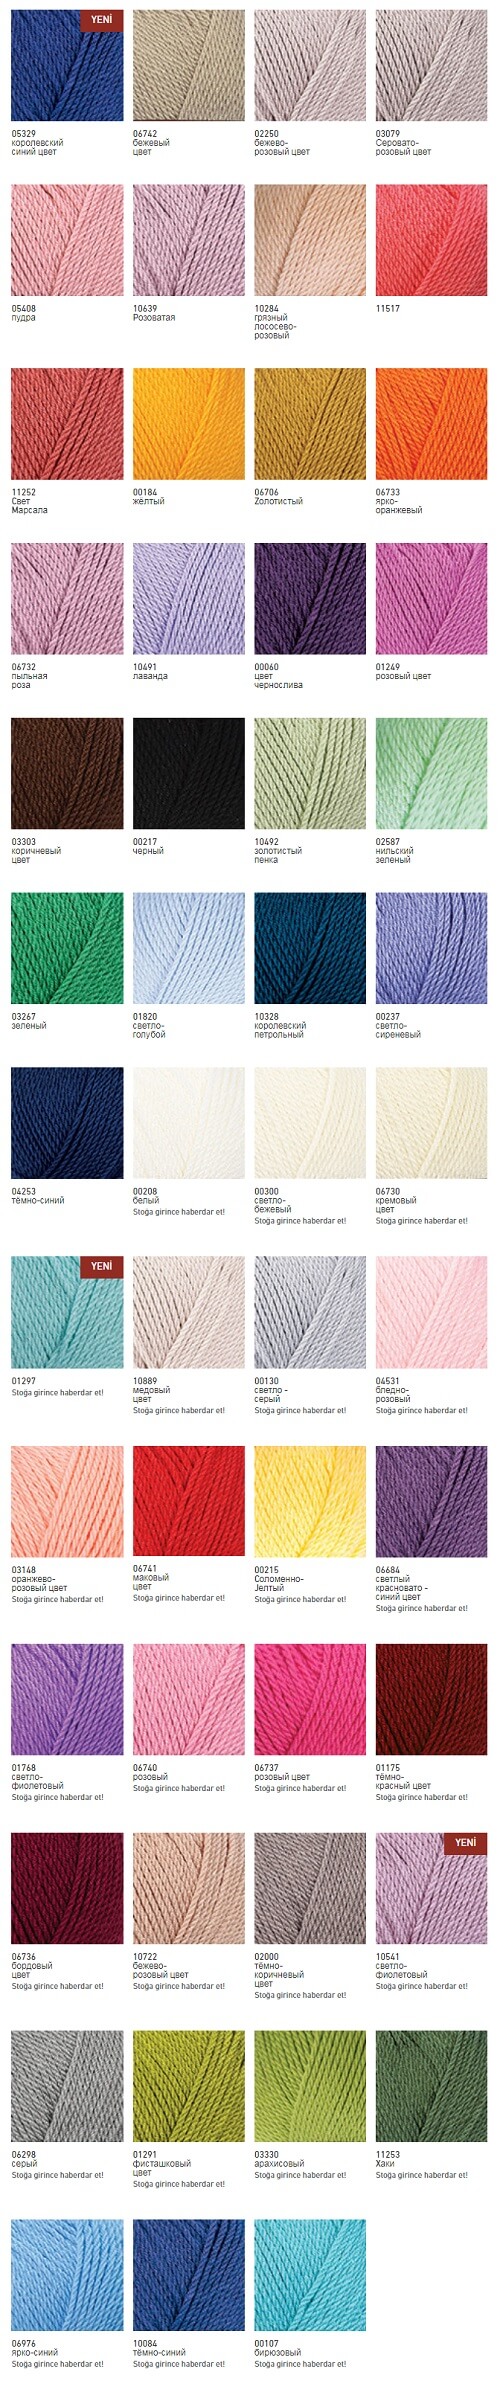 YENİ
05329
королевский
синий цвет
06742
бежевый
цвет
02250
бежево-
розовый цвет
03079
Серовато-
розовый цвет
05408
пудра
10639
Розоватая
10284
грязный
лососево-
розовый
11517
11252
Свет
Марсала
00184
жёлтый
06706
Zолотистый
06733
ярко-
оранжевый
06732
пыльная
роза
10491
лаванда
00060
цвет
чернослива
01249
розовый цвет
03303
коричневый
цвет
00217
черный
10492
золотистый
пенка
02587
нильский
зеленый
03267
зеленый
01820
светло-
голубой
10328
королевский
петрольный
00237
светло-
сиреневый
04253
тёмно-синий
00208
белый
Stoğa girince haberdar et!
00300
светло-
бежевый
Stoğa girince haberdar et!
06730
кремовый
цвет
Stoğa girince haberdar et!
YENİ
01297
Stoğa girince haberdar et!
10889
медовый
цвет
Stoğa girince haberdar et!
00130
светло -
серый
Stoğa girince haberdar et!
04531
бледно-
розовый
Stoğa girince haberdar et!
03148
оранжево-
розовый цвет
Stoğa girince haberdar et!
06741
маковый
цвет
Stoğa girince haberdar et!
00215
Соломенно-
Jелтый
Stoğa girince haberdar et!
06684
светлый
красновато -
синий цвет
Stoğa girince haberdar et!
01768
светло-
фиолетовый
Stoğa girince haberdar et!
06740
розовый
Stoğa girince haberdar et!
06737
розовый цвет
Stoğa girince haberdar et!
01175
тёмно-
красный цвет
Stoğa girince haberdar et!
06736
бордовый
цвет
Stoğa girince haberdar et!
10722
бежево-
розовый цвет
Stoğa girince haberdar et!
02000
тёмно-
коричневый
цвет
Stoğa girince haberdar et!
YENİ
10541
светло-
фиолетовый
Stoğa girince haberdar et!
06298
серый
Stoğa girince haberdar et!
01291
фисташковый
цвет
Stoğa girince haberdar et!
03330
арахисовый
Stoğa girince haberdar et!
11253
Хаки
Stoğa girince haberdar et!
06976
ярко-синий
Stoğa girince haberdar et!
10084
тёмно-синий
Stoğa girince haberdar et!
00107
бирюзовый
Stoğa girince haberdar et!